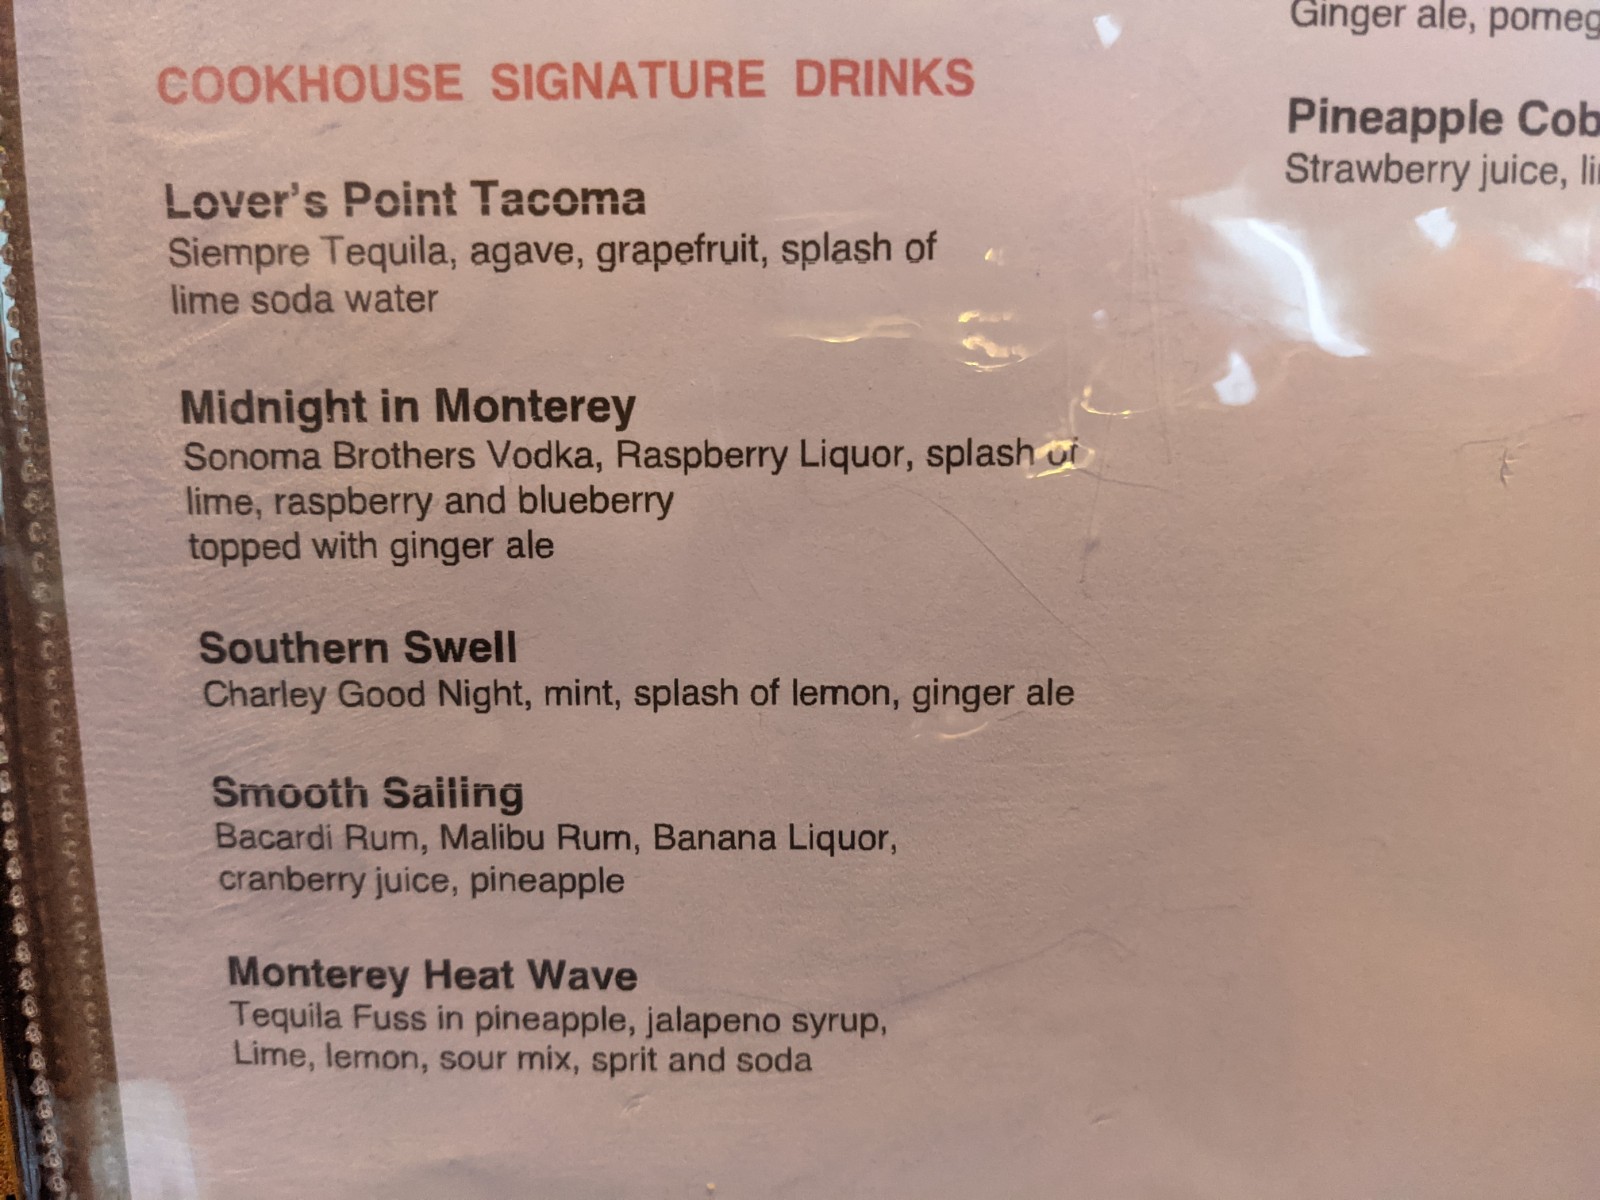 COOKHOUSE SIGNATURE DRINKS
Lover's Point Tacoma
Siempre Tequila, agave, grapefruit, splash of
lime soda water
Midnight in Monterey
Sonoma Brothers Vodka, Raspberry Liquor, splash of
lime, raspberry and blueberry
topped with ginger ale
Southern Swell
Charley Good Night, mint, splash of lemon, ginger ale
Smooth Sailing
Bacardi Rum, Malibu Rum, Banana Liquor,
cranberry juice, pineapple
Monterey Heat Wave
Tequila Fuss in pineapple, jalapeno syrup,
Lime, lemon, sour mix, sprit and soda
Ginger ale,
Pineapple
Strawberry juice,